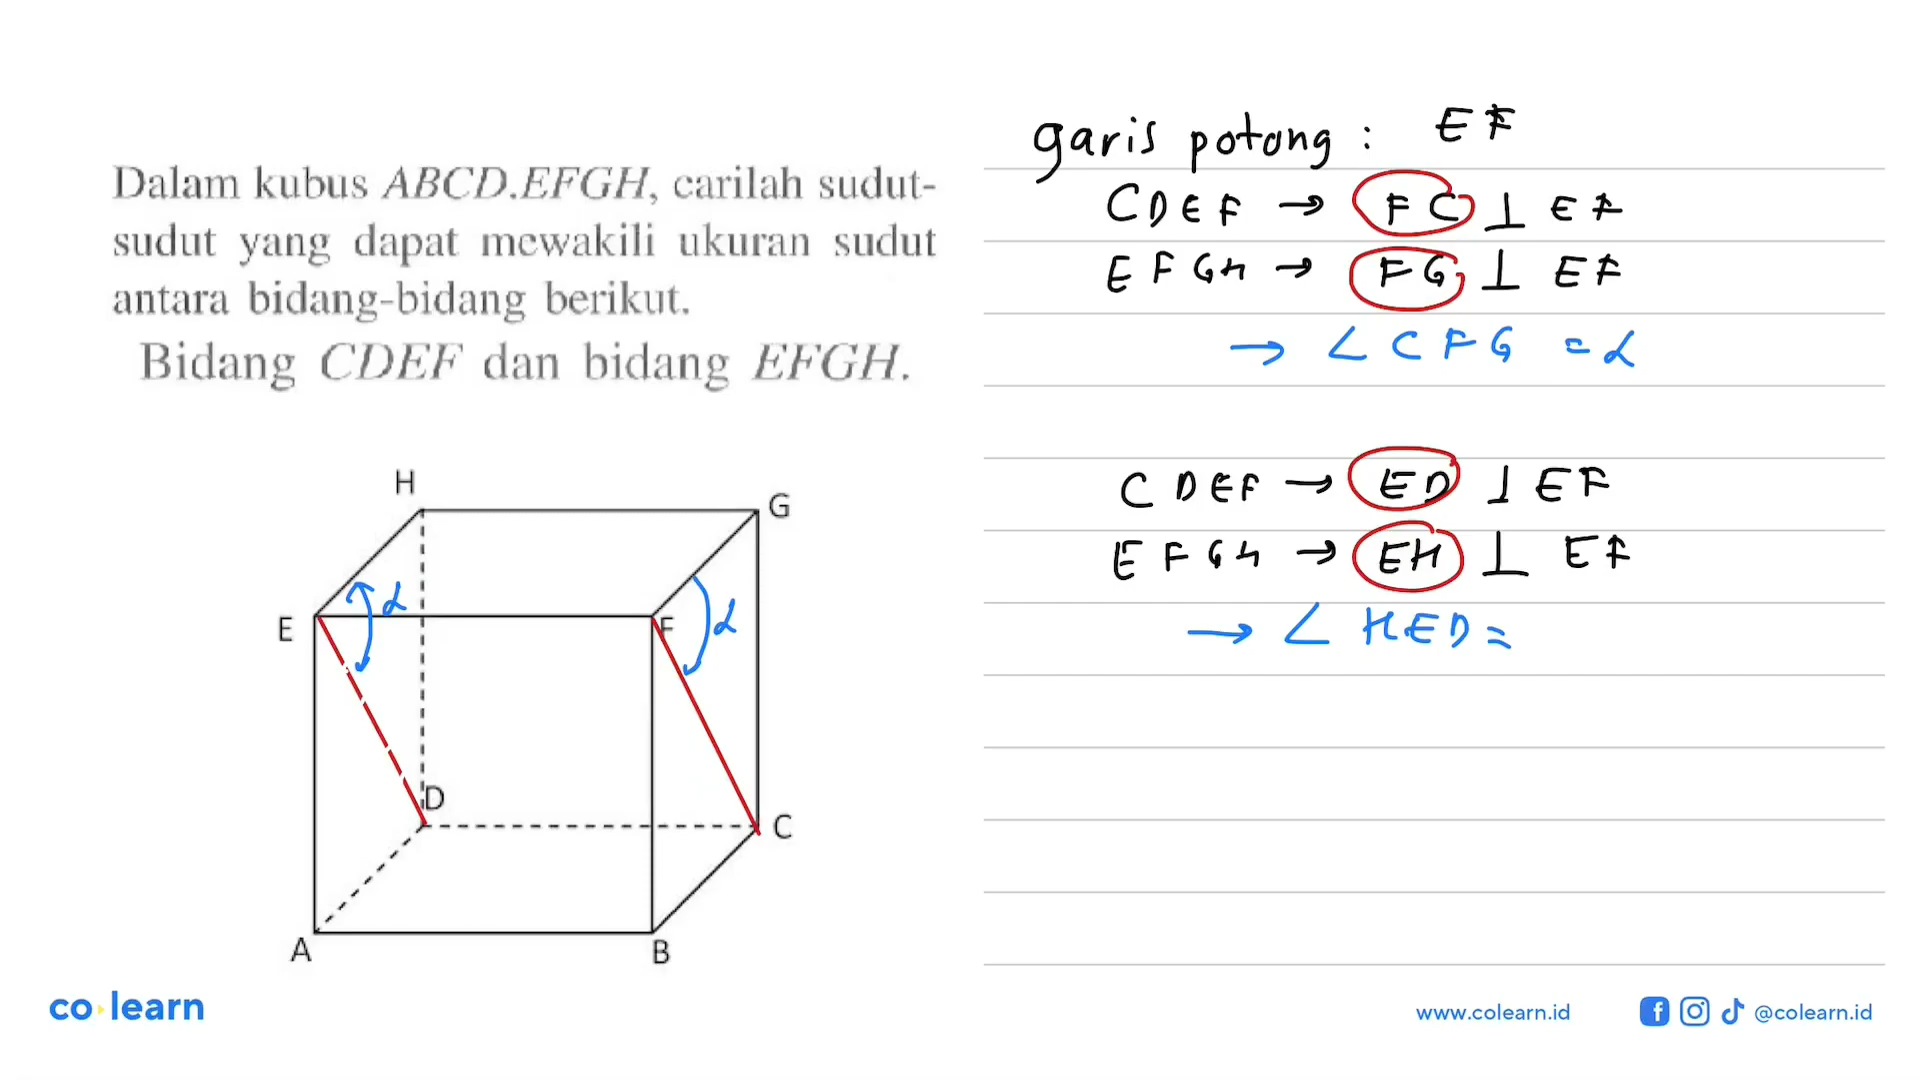 Dalam kubus ABCD.EFGH, carilah sudut-
sudut yang dapat mewakili ukuran sudut
antara bidang-bidang berikut.
Bidang CDEF dan bidang EFGH.
H
G
E
α
F
α
D
C
A
B
garis potong : EF
CDEF → FC ⊥ EF
EFGH → FG ⊥ EF
→ ∠ CFG = α
CDEF → ED ⊥ EF
EFGH → EH ⊥ EF
→ ∠ HED =
co learn
www.colearn.id
@colearn.id